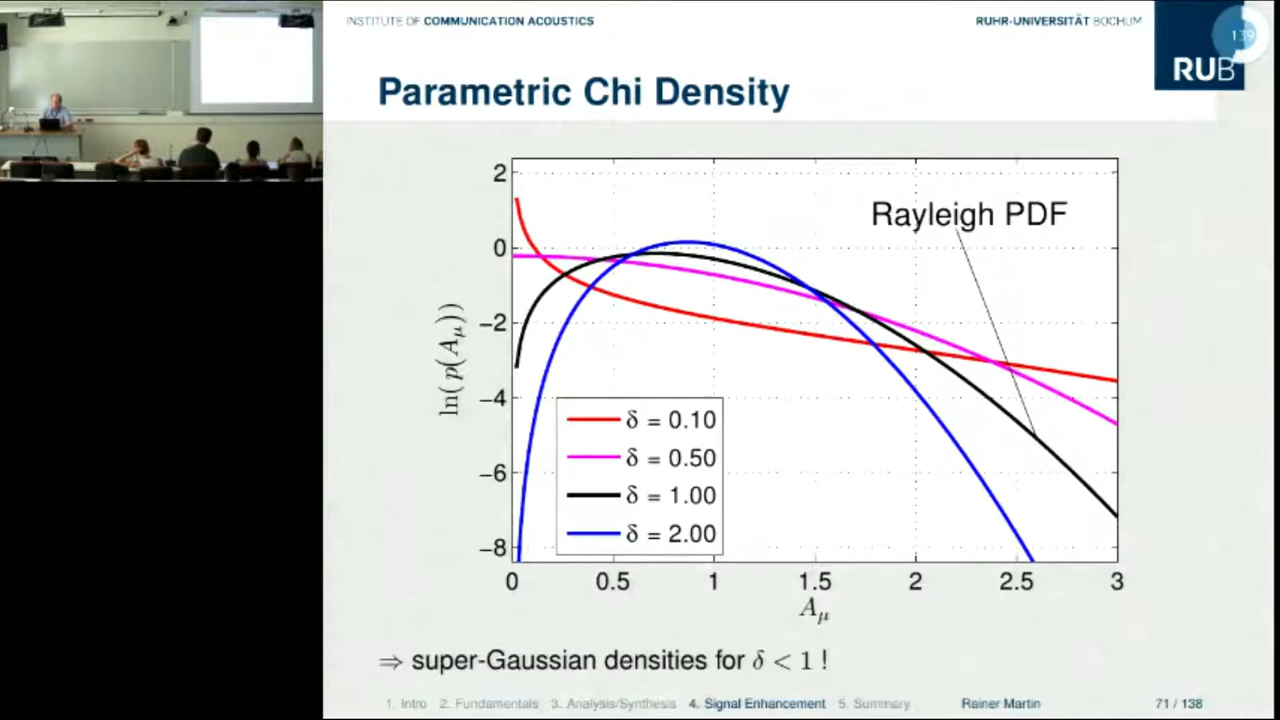 INSTITUTE OF COMMUNICATION ACOUSTICS
RUHR-UNIVERSITÄT BOCHUM
139
RUB
Parametric Chi Density
Rayleigh PDF
2
0
−2
−4
−6
−8
ln( p(Aμ))
δ = 0.10
δ = 0.50
δ = 1.00
δ = 2.00
0 0.5 1 1.5 2 2.5 3
Aμ
⇒ super-Gaussian densities for δ < 1 !
1. Intro 2. Fundamentals 3. Analysis/Synthesis 4. Signal Enhancement 5. Summary Rainer Martin 71 / 138